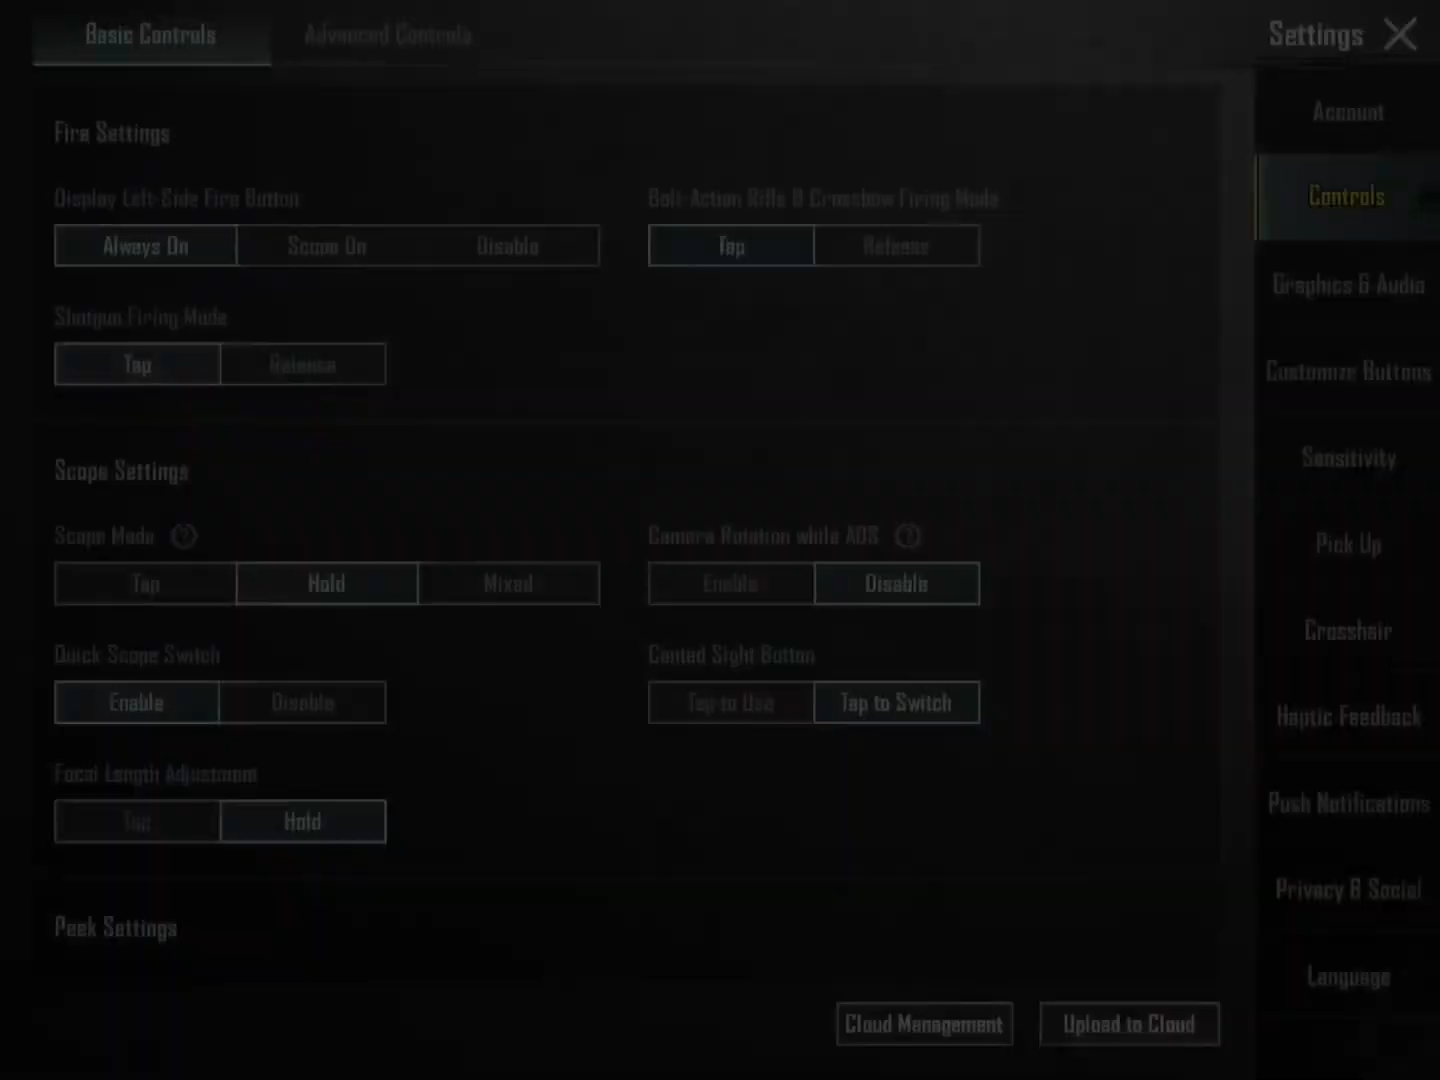 Basic Controls
Advanced Controls
Settings
Fire Settings
Display Left-Side Fire Button
Always On
Scope On
Disable
Bolt-Action Rifle & Crossbow Firing Mode
Tap
Release
Shotgun Firing Mode
Tap
Release
Scope Settings
Scope Mode ?
Tap
Hold
Mixed
Camera Rotation while ADS ?
Enable
Disable
Quick Scope Switch
Enable
Disable
Canted Sight Button
Tap to Use
Tap to Switch
Focal Length Adjustment
Tap
Hold
Peek Settings
Cloud Management
Upload to Cloud
Account
Controls
Graphics & Audio
Customize Buttons
Sensitivity
Pick Up
Crosshair
Haptic Feedback
Push Notifications
Privacy & Social
Language